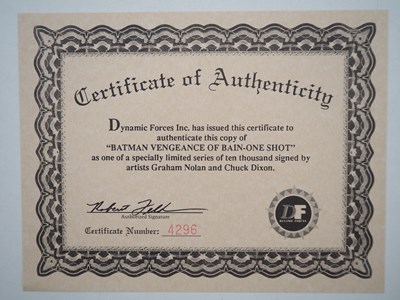 Certificate of Authenticity
Dynamic Forces Inc. has issued this certificate to
authenticate this copy of
"BATMAN VENGEANCE OF BAIN-ONE SHOT"
as one of a specially limited series of ten thousand signed by
artists Graham Nolan and Chuck Dixon.
Authorized Signature
Certificate Number: 4296
DF
DYNAMIC FORCES